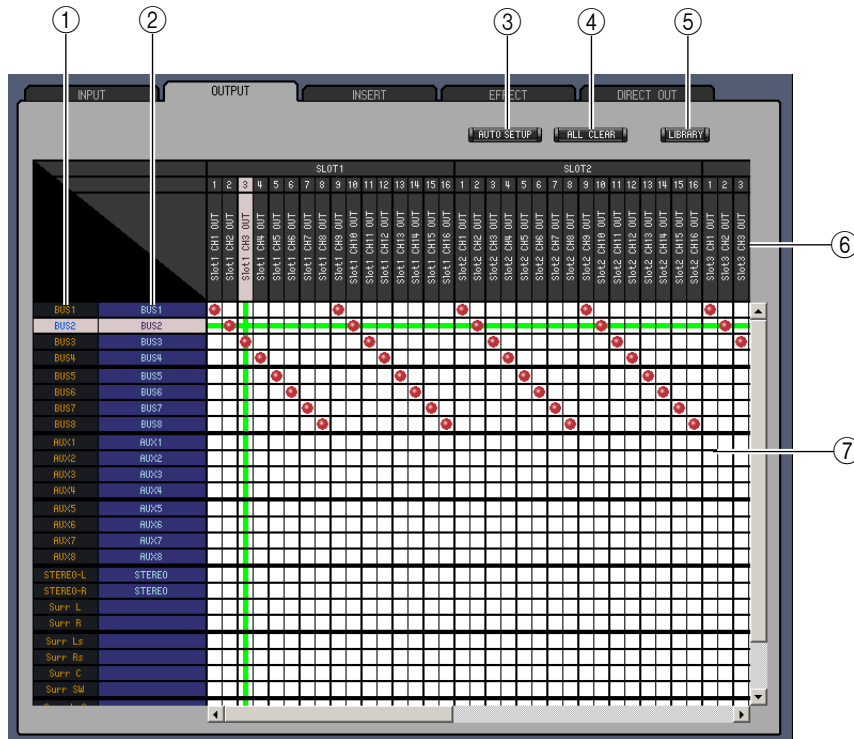 ① ② ③ ④ ⑤
INPUT OUTPUT INSERT EFFECT DIRECT OUT
AUTO SETUP ALL CLEAR LIBRARY
SLOT1 SLOT2
1 2 3 4 5 6 7 8 9 10 11 12 13 14 15 16 1 2 3 4 5 6 7 8 9 10 11 12 13 14 15 16 1 2 3
Slot1 CH1 OUT
Slot1 CH2 OUT
Slot1 CH3 OUT
Slot1 CH4 OUT
Slot1 CH5 OUT
Slot1 CH6 OUT
Slot1 CH7 OUT
Slot1 CH8 OUT
Slot1 CH9 OUT
Slot1 CH10 OUT
Slot1 CH11 OUT
Slot1 CH12 OUT
Slot1 CH13 OUT
Slot1 CH14 OUT
Slot1 CH15 OUT
Slot1 CH16 OUT
Slot2 CH1 OUT
Slot2 CH2 OUT
Slot2 CH3 OUT
Slot2 CH4 OUT
Slot2 CH5 OUT
Slot2 CH6 OUT
Slot2 CH7 OUT
Slot2 CH8 OUT
Slot2 CH9 OUT
Slot2 CH10 OUT
Slot2 CH11 OUT
Slot2 CH12 OUT
Slot2 CH13 OUT
Slot2 CH14 OUT
Slot2 CH15 OUT
Slot2 CH16 OUT
Slot3 CH1 OUT
Slot3 CH2 OUT
Slot3 CH3 OUT
⑥
BUS1 BUS1
BUS2 BUS2
BUS3 BUS3
BUS4 BUS4
BUS5 BUS5
BUS6 BUS6
BUS7 BUS7
BUS8 BUS8
AUX1 AUX1
⑦
AUX2 AUX2
AUX3 AUX3
AUX4 AUX4
AUX5 AUX5
AUX6 AUX6
AUX7 AUX7
AUX8 AUX8
STEREO-L STEREO
STEREO-R STEREO
Surr L
Surr R
Surr Ls
Surr Rs
Surr C
Surr SW